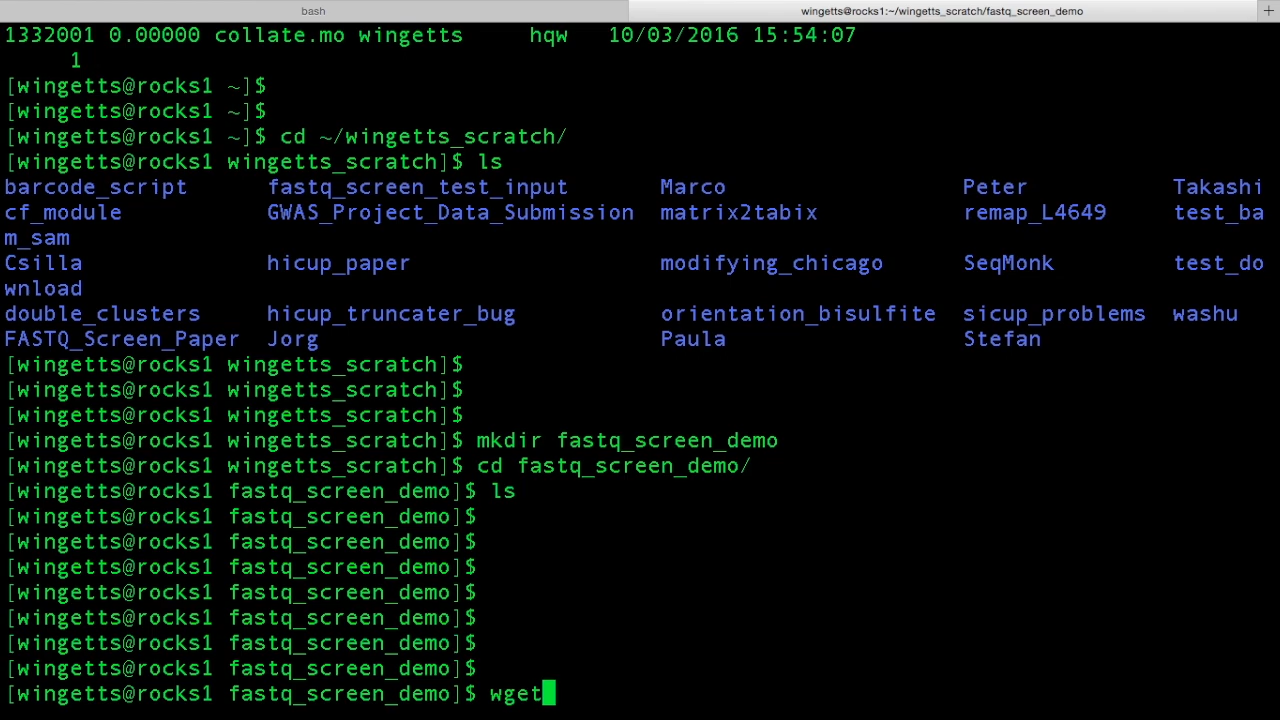 bash
wingetts@rocks1:~/wingetts_scratch/fastq_screen_demo
1332001 0.00000 collate.mo wingetts     hqw   10/03/2016 15:54:07
1
[wingetts@rocks1 ~]$
[wingetts@rocks1 ~]$
[wingetts@rocks1 ~]$ cd ~/wingetts_scratch/
[wingetts@rocks1 wingetts_scratch]$ ls
barcode_script      fastq_screen_test_input       Marco                  Peter            Takashi
cf_module           GWAS_Project_Data_Submission  matrix2tabix           remap_L4649      test_ba
m_sam
Csilla              hicup_paper                   modifying_chicago      SeqMonk          test_do
wnload
double_clusters     hicup_truncater_bug           orientation_bisulfite  sicup_problems   washu
FASTQ_Screen_Paper  Jorg                          Paula                  Stefan
[wingetts@rocks1 wingetts_scratch]$
[wingetts@rocks1 wingetts_scratch]$
[wingetts@rocks1 wingetts_scratch]$
[wingetts@rocks1 wingetts_scratch]$ mkdir fastq_screen_demo
[wingetts@rocks1 wingetts_scratch]$ cd fastq_screen_demo/
[wingetts@rocks1 fastq_screen_demo]$ ls
[wingetts@rocks1 fastq_screen_demo]$
[wingetts@rocks1 fastq_screen_demo]$
[wingetts@rocks1 fastq_screen_demo]$
[wingetts@rocks1 fastq_screen_demo]$
[wingetts@rocks1 fastq_screen_demo]$
[wingetts@rocks1 fastq_screen_demo]$
[wingetts@rocks1 fastq_screen_demo]$
[wingetts@rocks1 fastq_screen_demo]$ wget